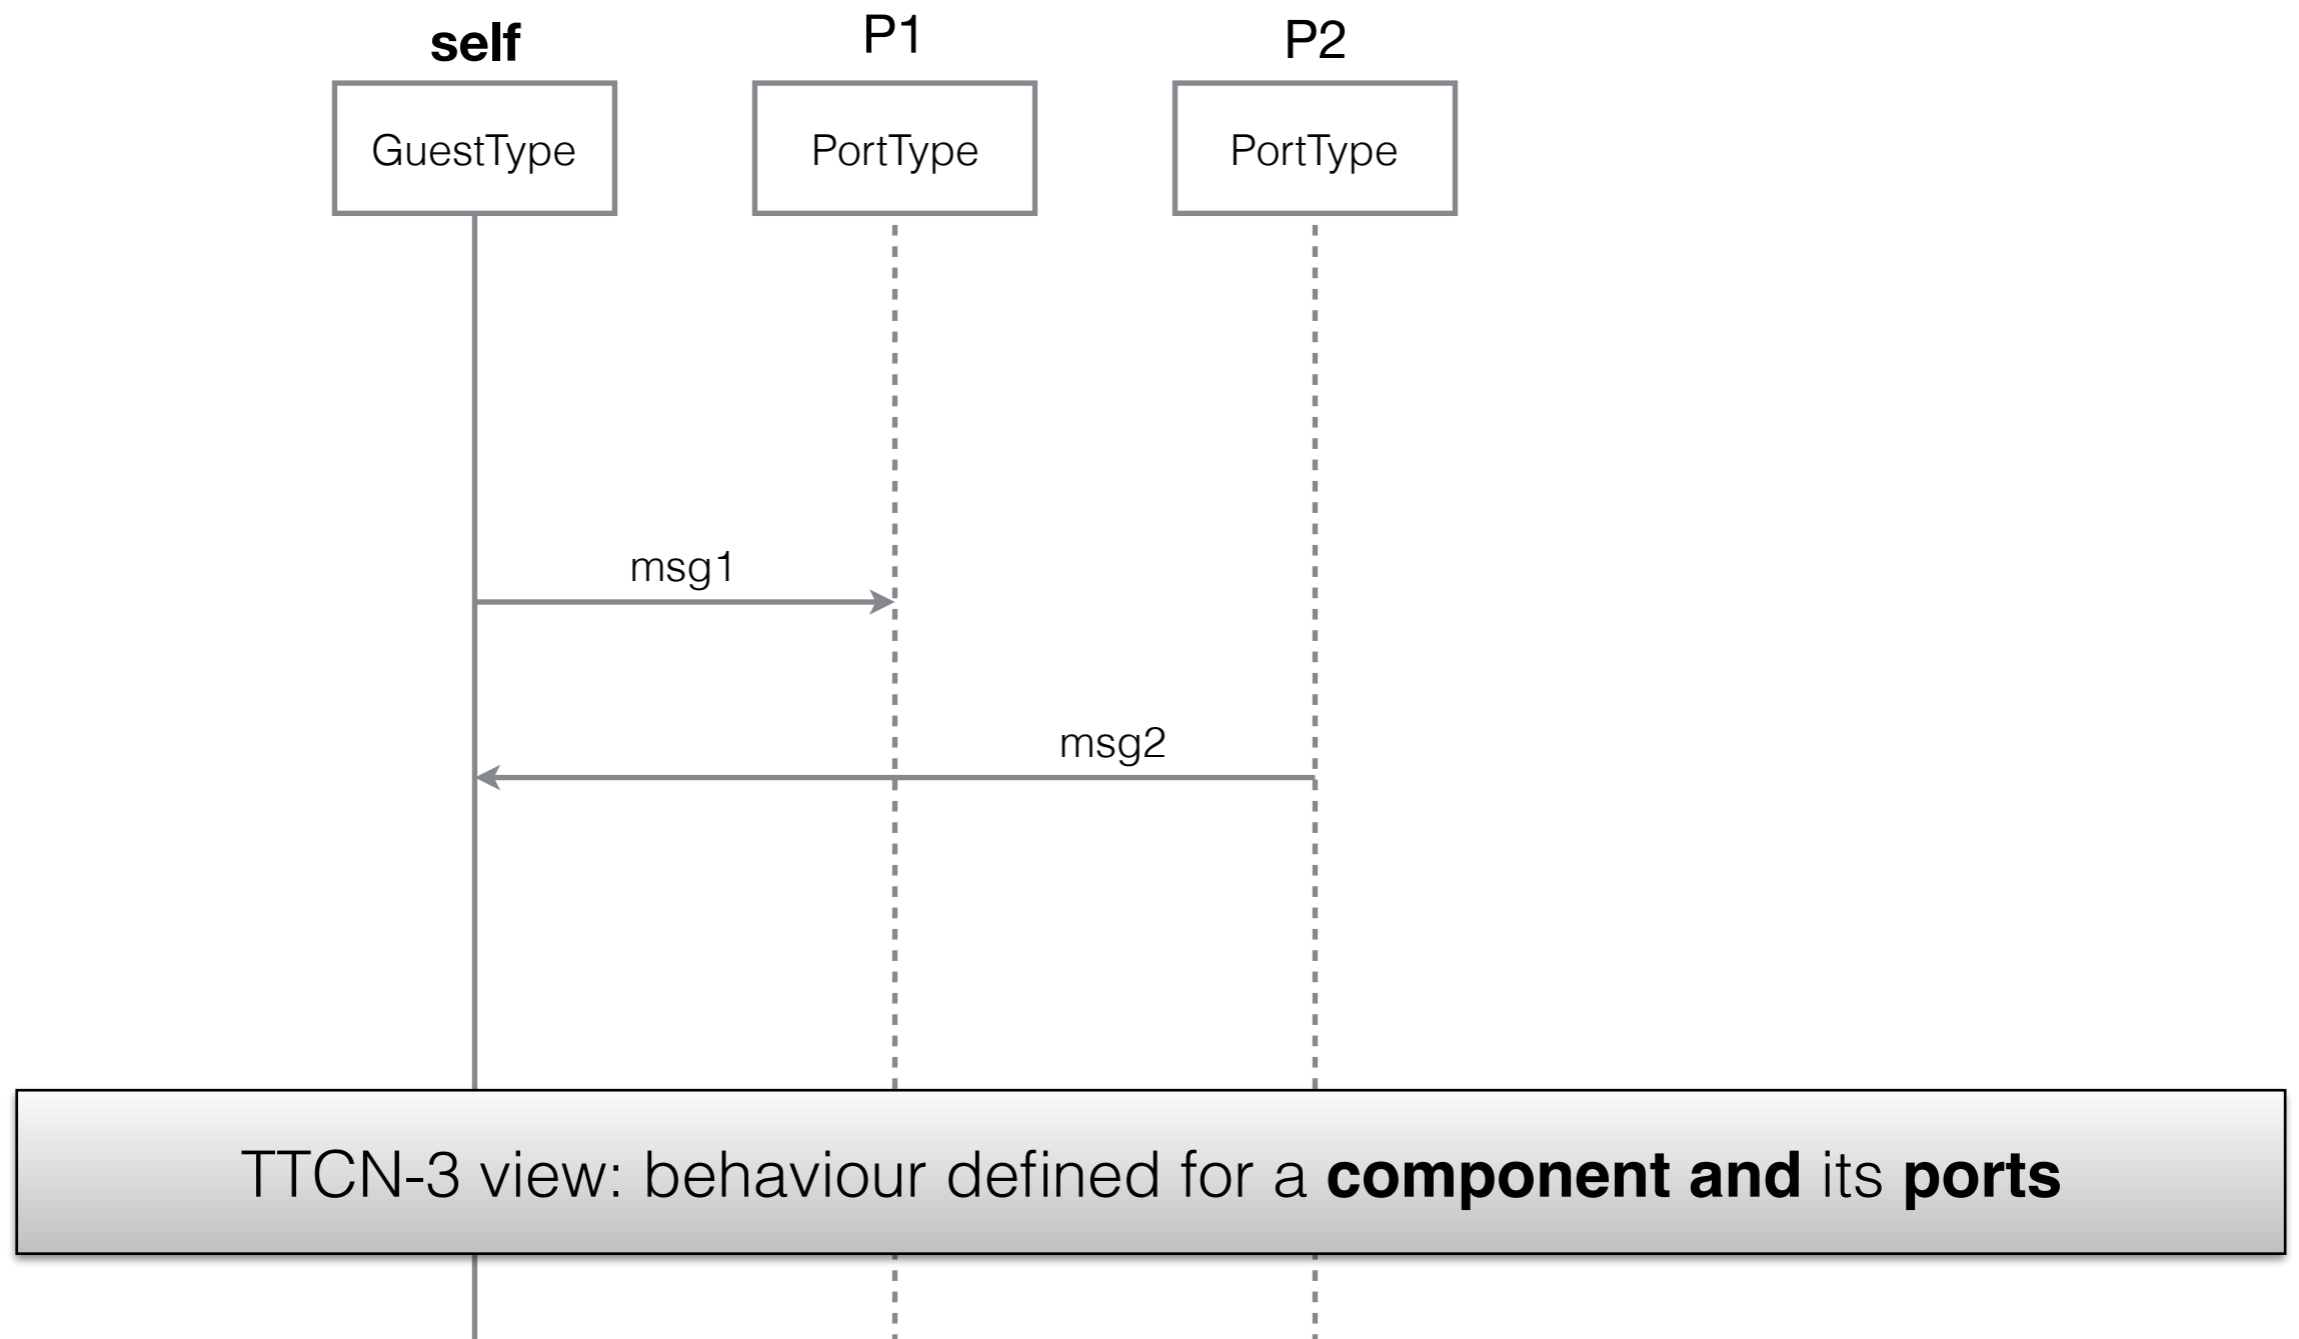 self
P1
P2
GuestType
PortType
PortType
msg1
msg2
TTCN-3 view: behaviour defined for a component and its ports